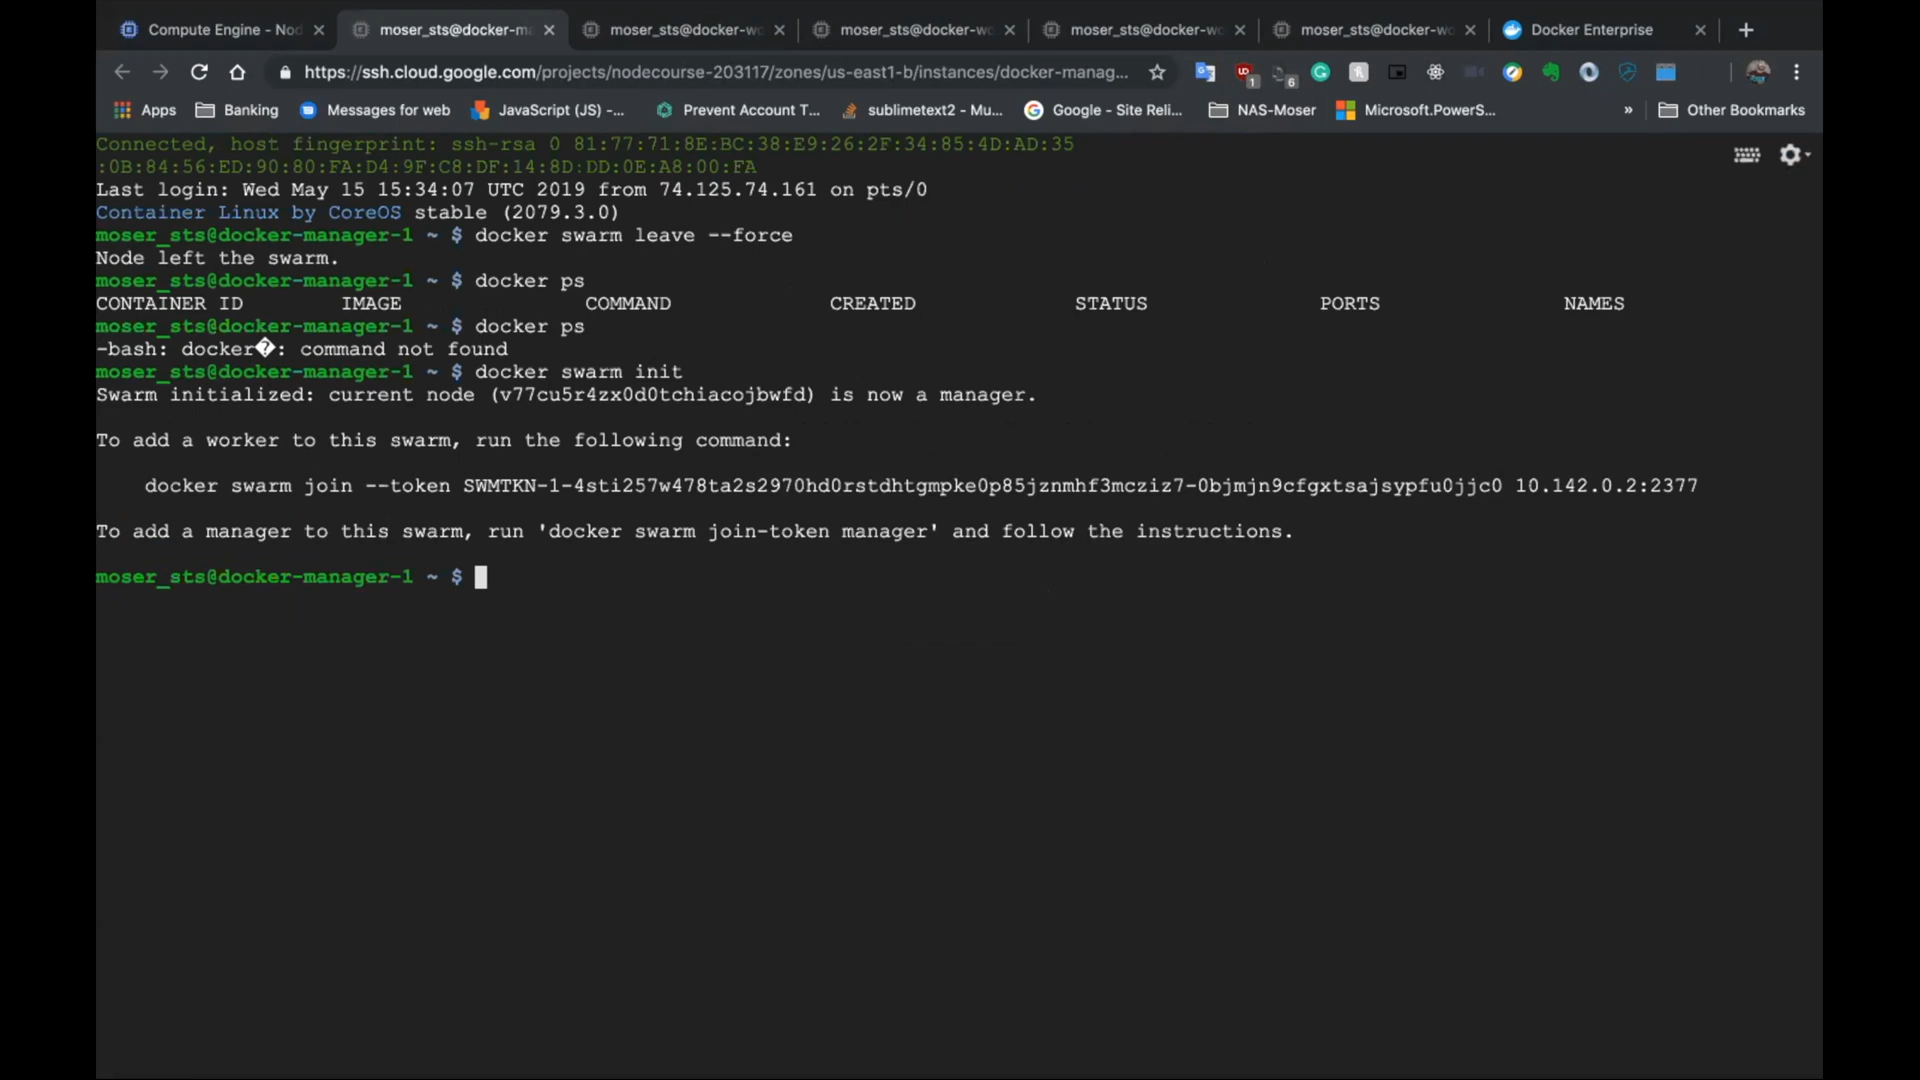 Compute Engine - Nod
moser_sts@docker-ma
moser_sts@docker-wo
moser_sts@docker-wo
moser_sts@docker-wo
moser_sts@docker-wo
Docker Enterprise
https://ssh.cloud.google.com/projects/nodecourse-203117/zones/us-east1-b/instances/docker-manag...
1
6
Apps
Banking
Messages for web
JavaScript (JS) -...
Prevent Account T...
sublimetext2 - Mu...
Google - Site Reli...
NAS-Moser
Microsoft.PowerS...
»
Other Bookmarks
Connected, host fingerprint: ssh-rsa 0 81:77:71:8E:BC:38:E9:26:2F:34:85:4D:AD:35
:0B:84:56:ED:90:80:FA:D4:9F:C8:DF:14:8D:DD:0E:A8:00:FA
Last login: Wed May 15 15:34:07 UTC 2019 from 74.125.74.161 on pts/0
Container Linux by CoreOS stable (2079.3.0)
moser_sts@docker-manager-1 ~ $ docker swarm leave --force
Node left the swarm.
moser_sts@docker-manager-1 ~ $ docker ps
CONTAINER ID IMAGE COMMAND CREATED STATUS PORTS NAMES
moser_sts@docker-manager-1 ~ $ docker ps
-bash: docker�: command not found
moser_sts@docker-manager-1 ~ $ docker swarm init
Swarm initialized: current node (v77cu5r4zx0d0tchiacojbwfd) is now a manager.
To add a worker to this swarm, run the following command:
docker swarm join --token SWMTKN-1-4sti257w478ta2s2970hd0rstdhtgmpke0p85jznmhf3mcziz7-0bjmjn9cfgxtsajsypfu0jjc0 10.142.0.2:2377
To add a manager to this swarm, run 'docker swarm join-token manager' and follow the instructions.
moser_sts@docker-manager-1 ~ $